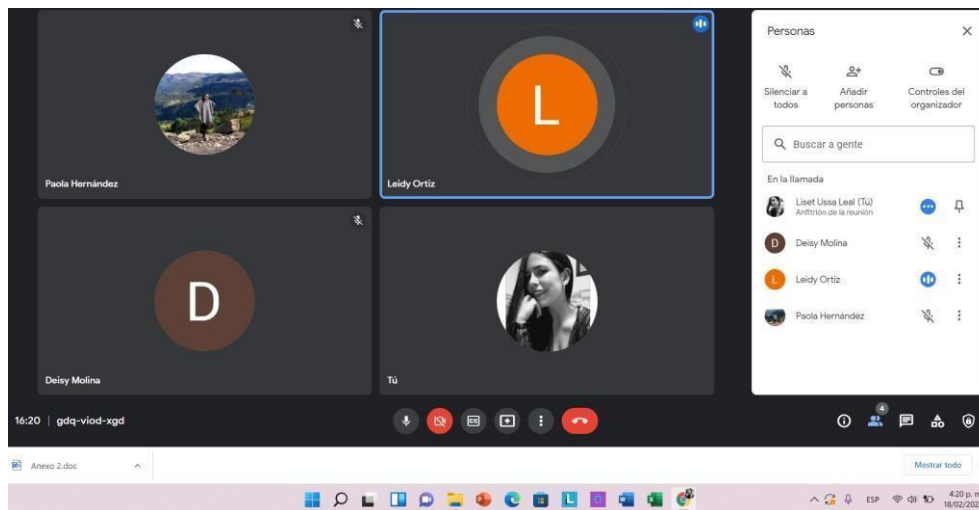 Paola Hernández
L
Leidy Ortiz
D
Deisy Molina
Tú
Personas
Silenciar a todos
Añadir personas
Controles del organizador
Buscar a gente
En la llamada
Liset Ussa Leal (Tú)
Anfitrión de la reunión
D Deisy Molina
L Leidy Ortiz
Paola Hernández
16:20 | gdq-viod-xgd
4
Anexo 2.doc
Mostrar todo
ESP
4:20 p. m
18/02/202